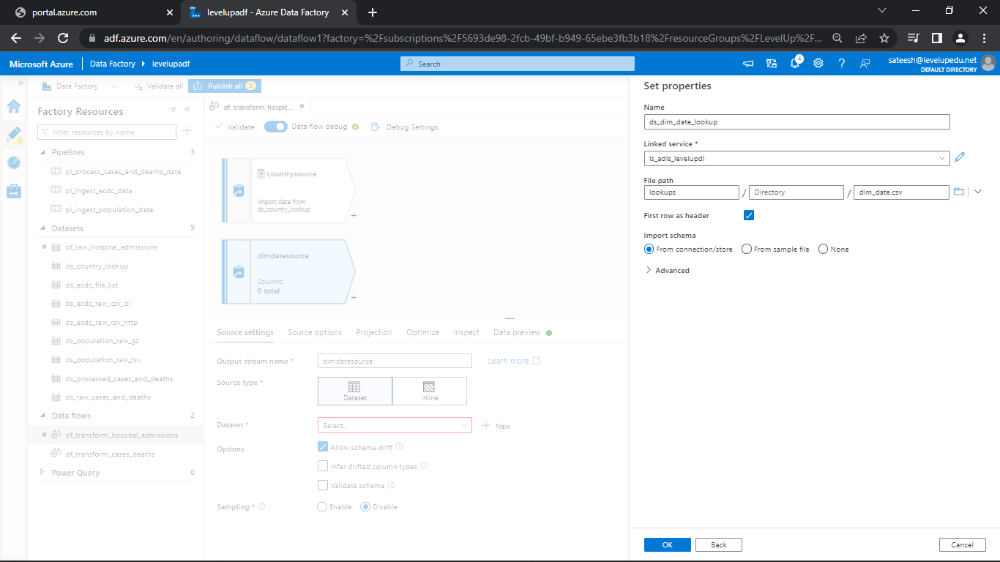 portal.azure.com
levelupadf - Azure Data Factory
adf.azure.com/en/authoring/dataflow/dataflow1?factory=%2Fsubscriptions%2F5693de98-2fcb-49bf-b949-65ebe3fb3b18%2FresourceGroups%2FLevelUp%2F...
Microsoft Azure
Data Factory
levelupadf
Search
4
sateesh@levelupedu.net
DEFAULT DIRECTORY
Data Factory
Validate all
Publish all 2
2
Factory Resources
Filter resources by name
Pipelines 3
pl_process_cases_and_deaths_data
pl_ingest_ecdc_data
pl_ingest_population_data
Datasets 9
df_raw_hospital_admissions
ds_country_lookup
ds_ecdc_file_list
ds_ecdc_raw_csv_dl
ds_ecdc_raw_csv_http
ds_population_raw_gz
ds_population_raw_tsv
ds_processed_cases_and_deaths
ds_raw_cases_and_deaths
Data flows 2
df_transform_hospital_admissions
df_transform_cases_deaths
Power Query 0
df_transform_hospit...
Validate
Data flow debug
Debug Settings
countrysource
Import data from
ds_country_lookup
dimdatesource
Columns:
0 total
Source settings
Source options
Projection
Optimize
Inspect
Data preview
Output stream name *
dimdatesource
Learn more
Source type *
Dataset
Inline
Dataset *
Select...
New
Options
Allow schema drift
Infer drifted column types
Validate schema
Sampling *
Enable
Disable
Set properties
Name
ds_dim_date_lookup
Linked service *
ls_adls_levelupdl
File path
lookups / Directory / dim_date.csv
First row as header
Import schema
From connection/store
From sample file
None
Advanced
OK
Back
Cancel